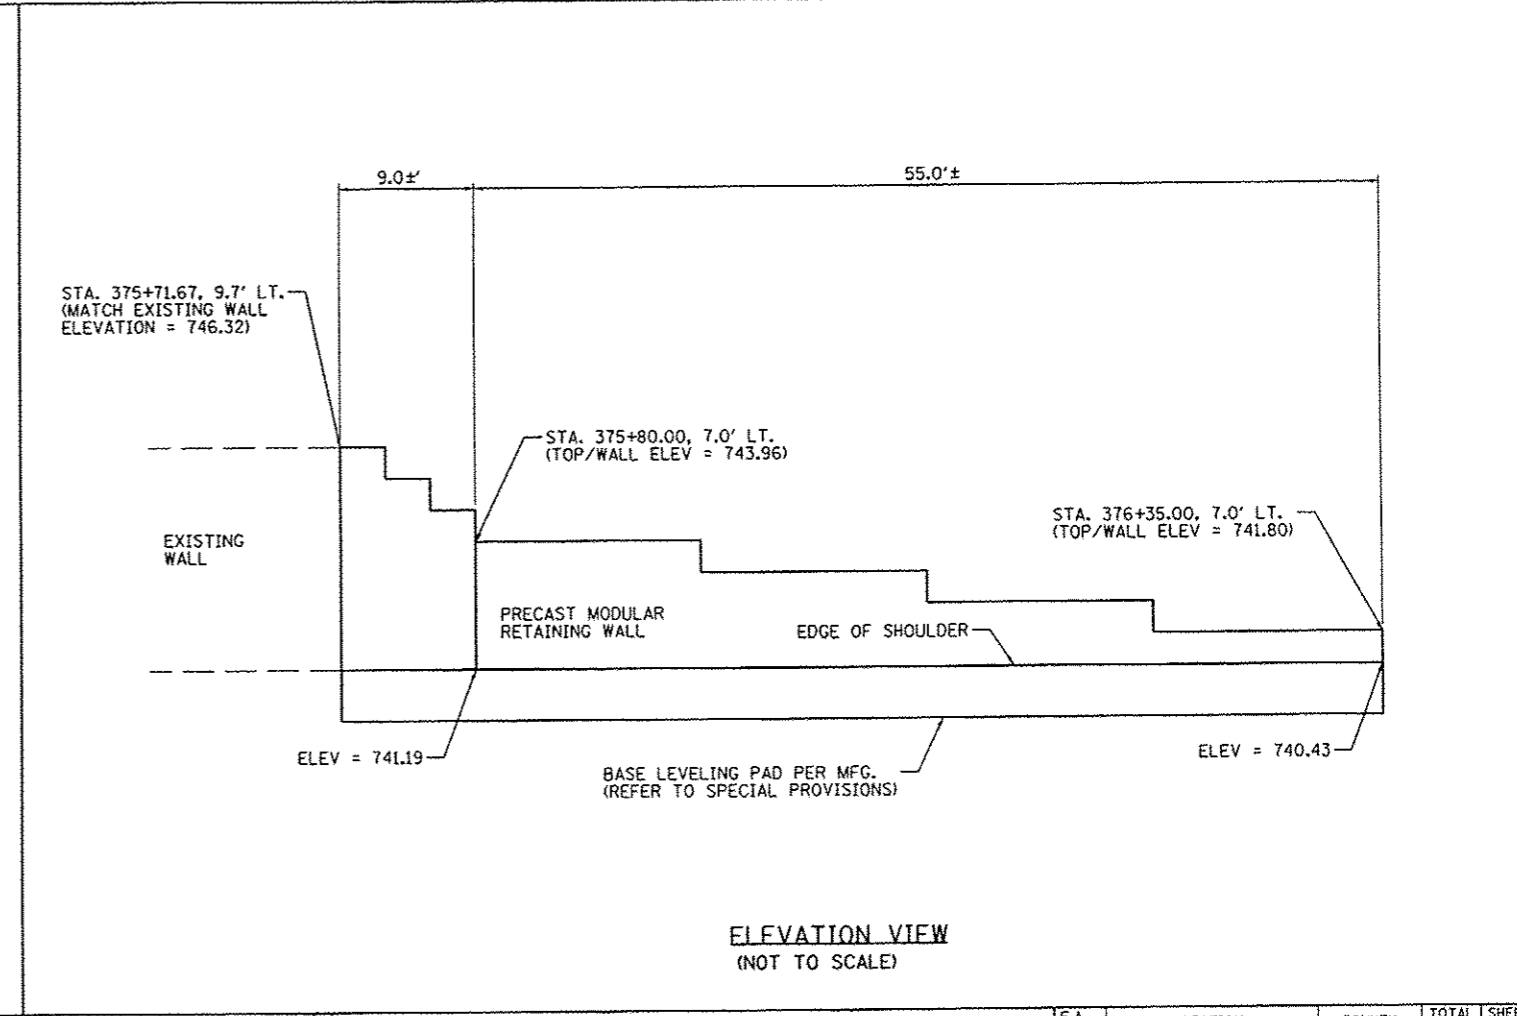 9.0±'
55.0'±
STA. 375+71.67, 9.7' LT.
(MATCH EXISTING WALL
ELEVATION = 746.32)
STA. 375+80.00, 7.0' LT.
(TOP/WALL ELEV = 743.96)
STA. 376+35.00, 7.0' LT.
(TOP/WALL ELEV = 741.80)
EXISTING
WALL
PRECAST MODULAR
RETAINING WALL
EDGE OF SHOULDER
ELEV = 741.19
BASE LEVELING PAD PER MFG.
(REFER TO SPECIAL PROVISIONS)
ELEV = 740.43
ELEVATION VIEW
(NOT TO SCALE)
TOTAL